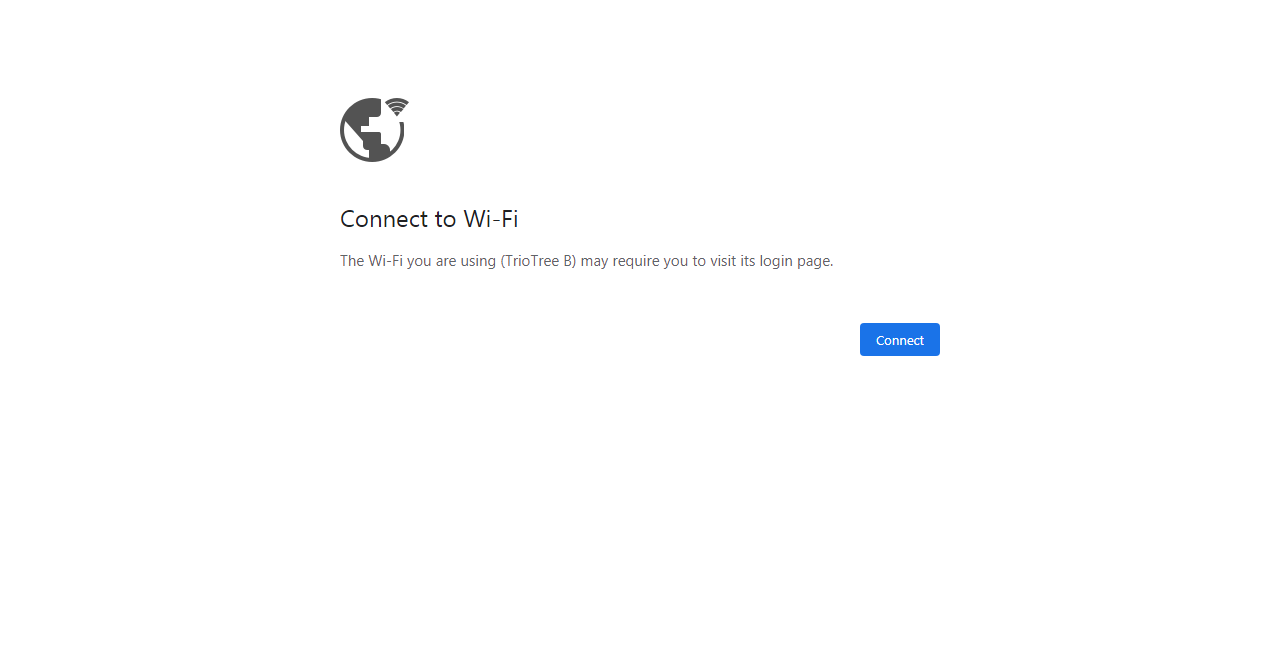 Connect to Wi-Fi
The Wi-Fi you are using (TrioTree B) may require you to visit its login page.
Connect